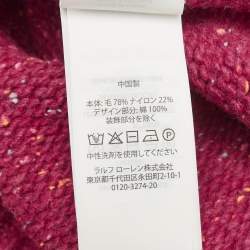 中国製
本体: 毛 78% ナイロン 22%
デザイン部分: 綿 100%
装飾部分を除く
中性洗剤を使用して下さい
ラルフ ローレン株式会社
東京都千代田区永田町2-10-1
0120-3274-20